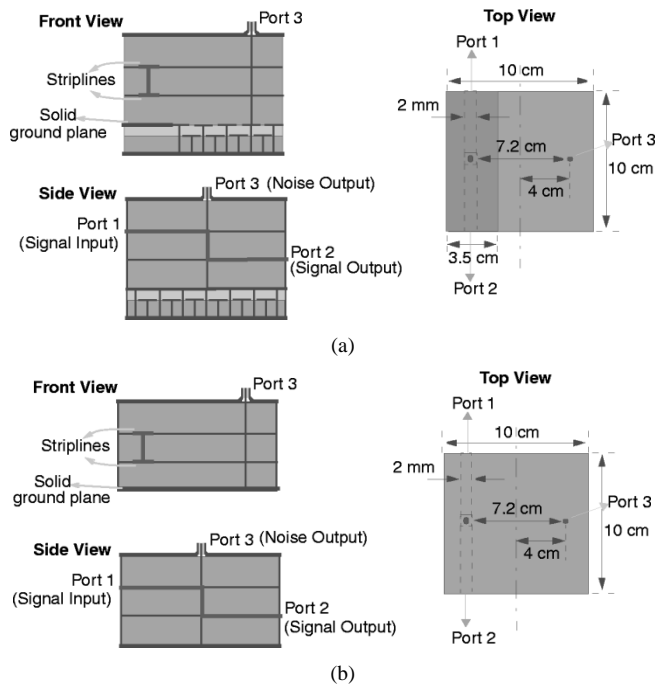 Front View
Port 3
Striplines
Solid
ground plane
Side View
Port 3 (Noise Output)
Port 1
(Signal Input)
Port 2
(Signal Output)
Top View
Port 1
10 cm
2 mm
7.2 cm
Port 3
10 cm
4 cm
3.5 cm
Port 2
(a)
Front View
Port 3
Striplines
Solid
ground plane
Side View
Port 3 (Noise Output)
Port 1
(Signal Input)
Port 2
(Signal Output)
Top View
Port 1
10 cm
2 mm
7.2 cm
Port 3
10 cm
4 cm
Port 2
(b)